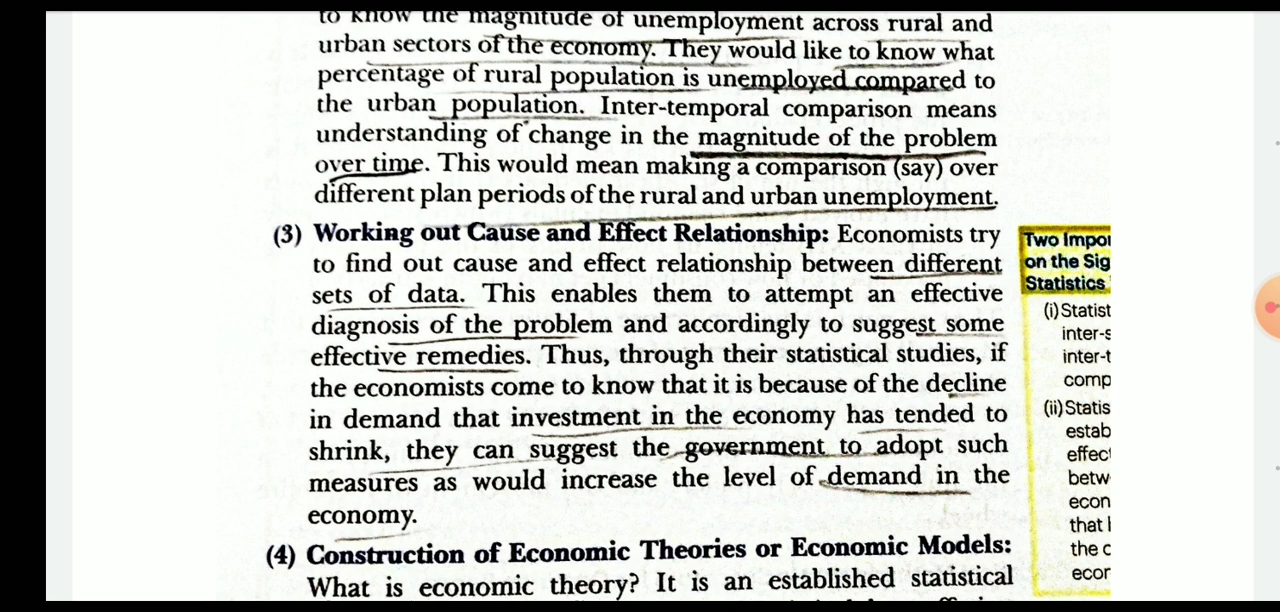 to know the magnitude of unemployment across rural and
urban sectors of the economy. They would like to know what
percentage of rural population is unemployed compared to
the urban population. Inter-temporal comparison means
understanding of change in the magnitude of the problem
over time. This would mean making a comparison (say) over
different plan periods of the rural and urban unemployment.
(3) Working out Cause and Effect Relationship: Economists try
to find out cause and effect relationship between different
sets of data. This enables them to attempt an effective
diagnosis of the problem and accordingly to suggest some
effective remedies. Thus, through their statistical studies, if
the economists come to know that it is because of the decline
in demand that investment in the economy has tended to
shrink, they can suggest the government to adopt such
measures as would increase the level of demand in the
economy.
(4) Construction of Economic Theories or Economic Models:
What is economic theory? It is an established statistical
Two Impor
on the Sig
Statistics
(i) Statist
inter-s
inter-t
comp
(ii) Statis
estab
effect
betw
econ
that
the c
ecor